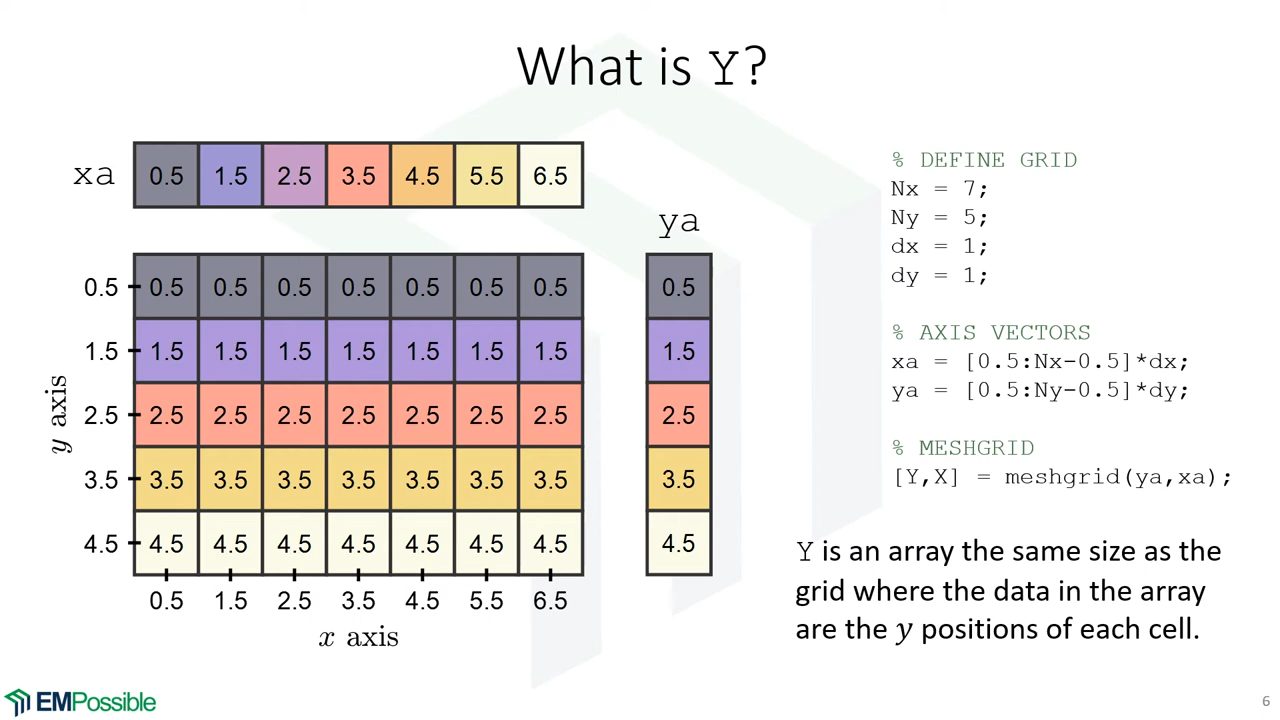 What is Y?
xa 0.5 1.5 2.5 3.5 4.5 5.5 6.5
ya
0.5 0.5 0.5 0.5 0.5 0.5 0.5 0.5 0.5
1.5 1.5 1.5 1.5 1.5 1.5 1.5 1.5 1.5
2.5 2.5 2.5 2.5 2.5 2.5 2.5 2.5 2.5
3.5 3.5 3.5 3.5 3.5 3.5 3.5 3.5 3.5
4.5 4.5 4.5 4.5 4.5 4.5 4.5 4.5 4.5
y axis
0.5 1.5 2.5 3.5 4.5 5.5 6.5
x axis
% DEFINE GRID
Nx = 7;
Ny = 5;
dx = 1;
dy = 1;
% AXIS VECTORS
xa = [0.5:Nx-0.5]*dx;
ya = [0.5:Ny-0.5]*dy;
% MESHGRID
[Y,X] = meshgrid(ya,xa);
Y is an array the same size as the
grid where the data in the array
are the y positions of each cell.
EMPossible
6